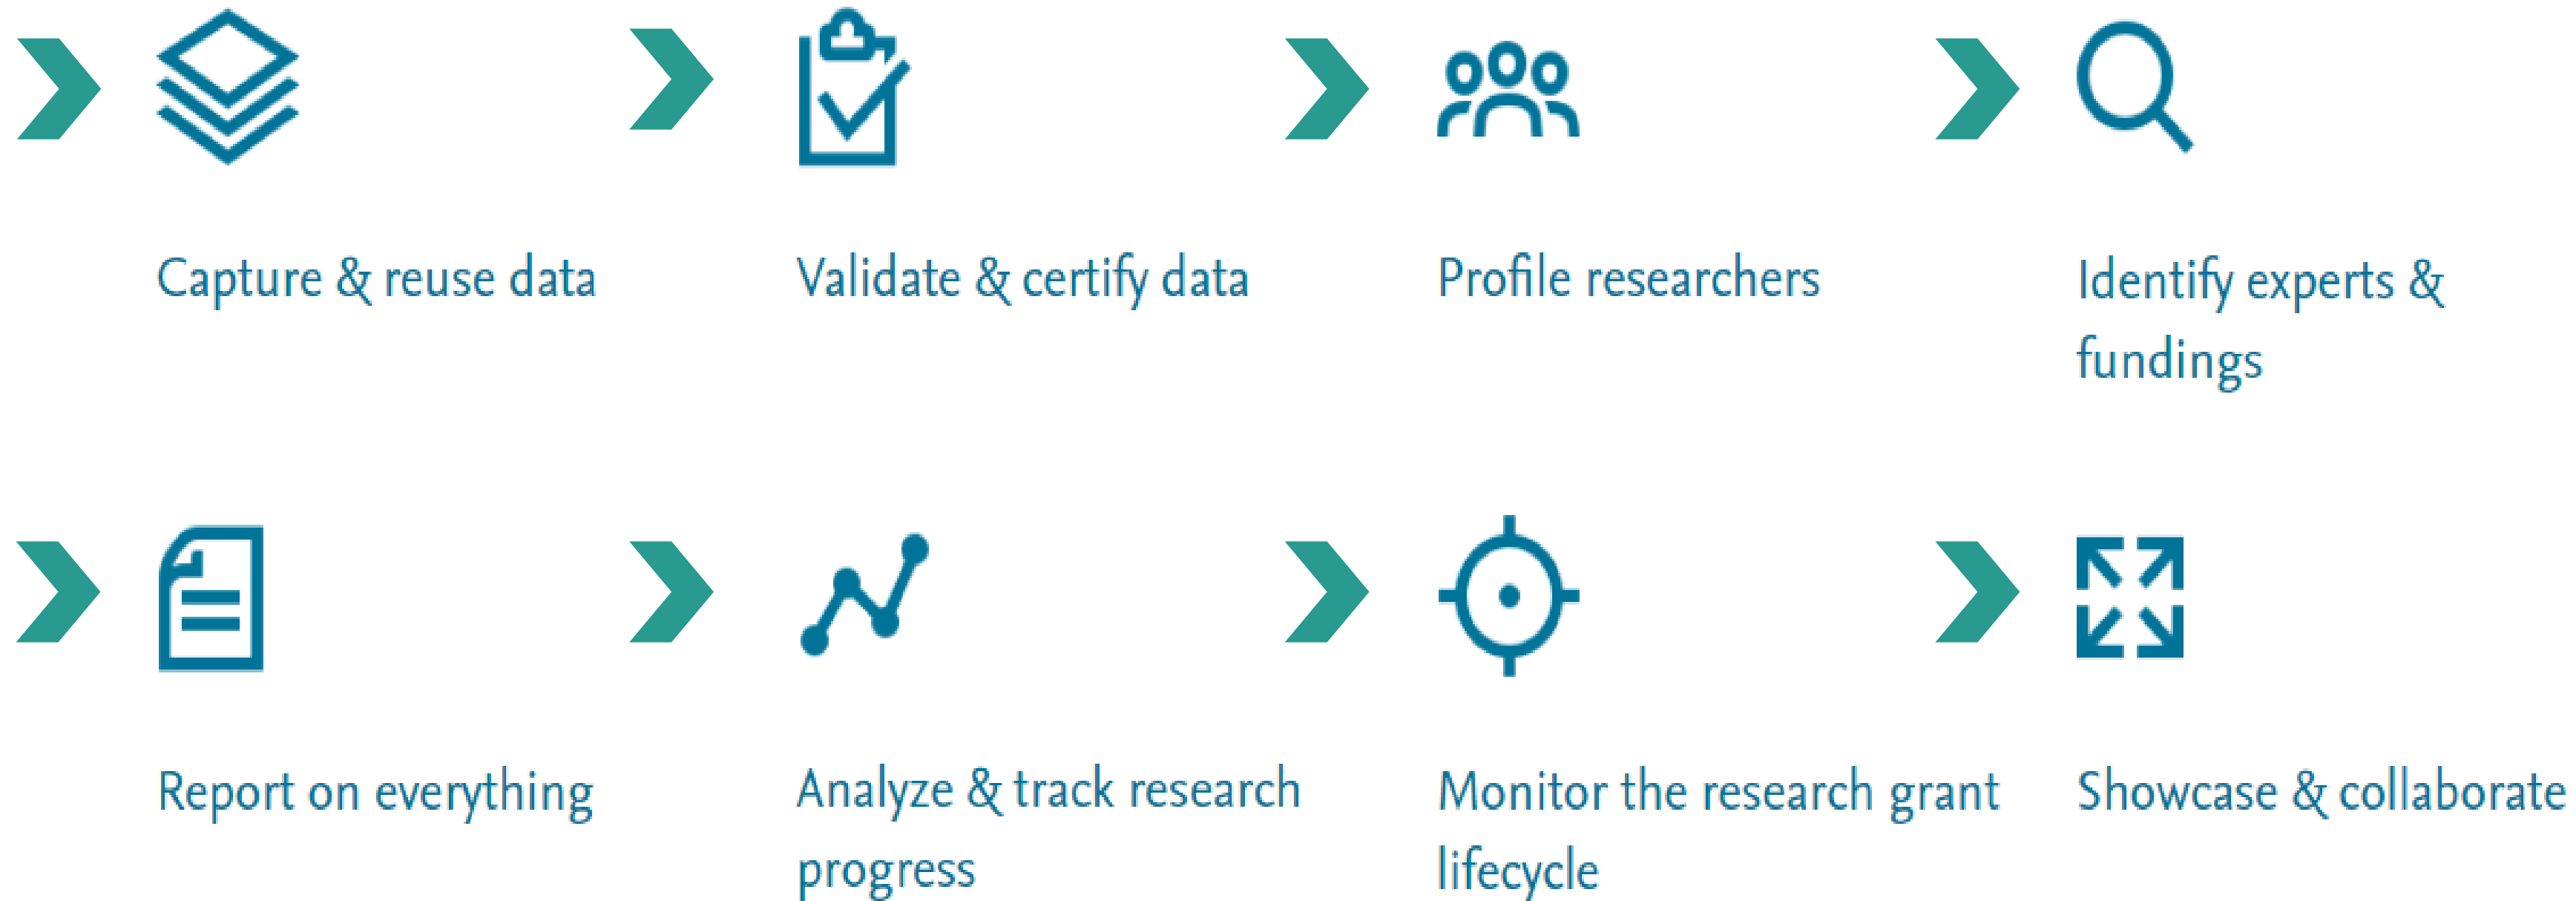 Capture & reuse data
Validate & certify data
Profile researchers
Identify experts &
fundings
Report on everything
Analyze & track research
progress
Monitor the research grant
lifecycle
Showcase & collaborate